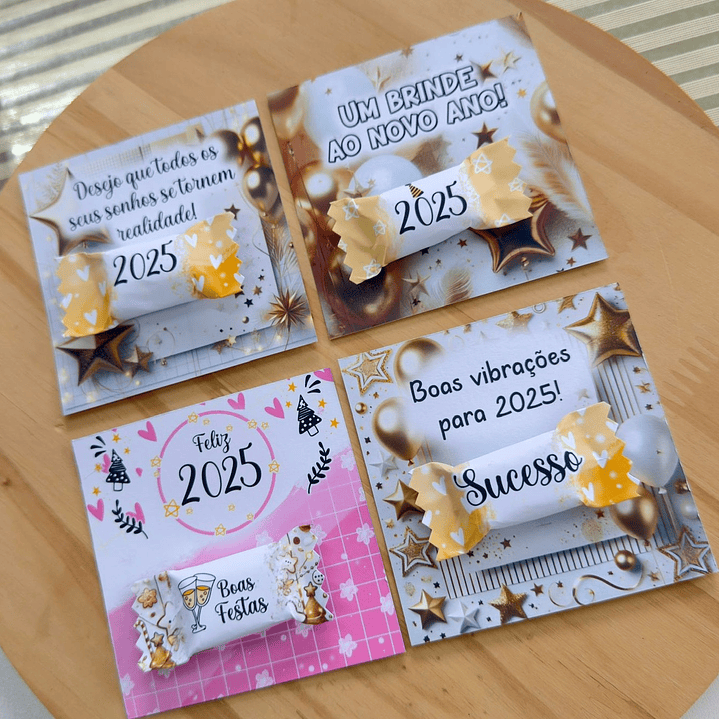 Desejo que todos os
seus sonhos se tornem
realidade!
2025
UM BRINDE
AO NOVO ANO!
2025
Feliz
2025
Boas
Festas
Boas vibrações
para 2025!
Sucesso